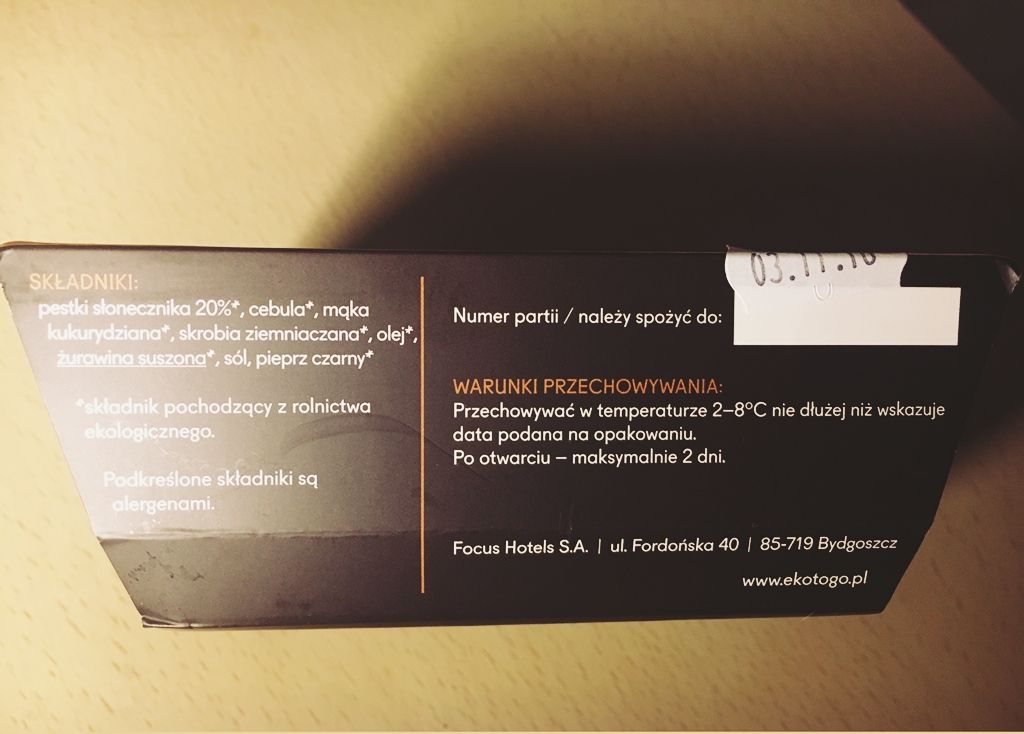 SKŁADNIKI:
pestki słonecznika 20%*, cebula*, mąka
kukurydziana*, skrobia ziemniaczana*, olej*,
żurawina suszona*, sól, pieprz czarny*
*składnik pochodzący z rolnictwa
ekologicznego.
Podkreślone składniki są
alergenami.
03.11.18
Numer partii / należy spożyć do:
WARUNKI PRZECHOWYWANIA:
Przechowywać w temperaturze 2–8°C nie dłużej niż wskazuje
data podana na opakowaniu.
Po otwarciu – maksymalnie 2 dni.
Focus Hotels S.A. | ul. Fordońska 40 | 85-719 Bydgoszcz
www.ekotogo.pl